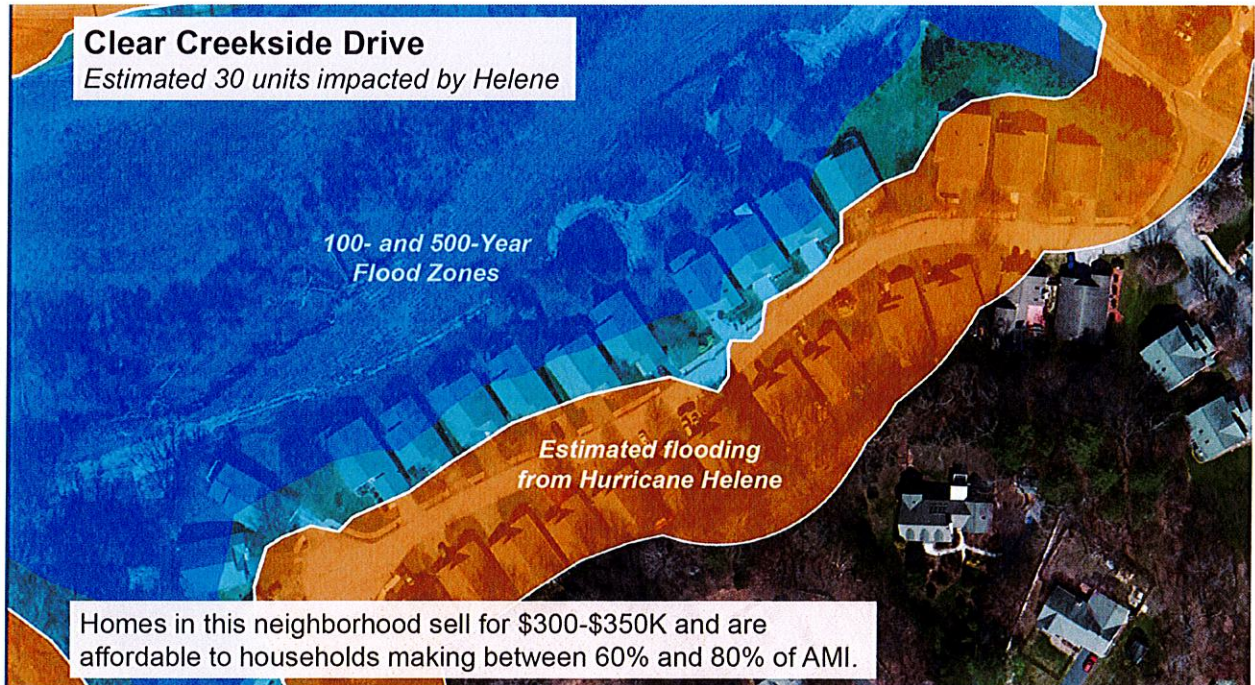 Clear Creekside Drive
Estimated 30 units impacted by Helene
100- and 500-Year
Flood Zones
Estimated flooding
from Hurricane Helene
Homes in this neighborhood sell for $300-$350K and are
affordable to households making between 60% and 80% of AMI.